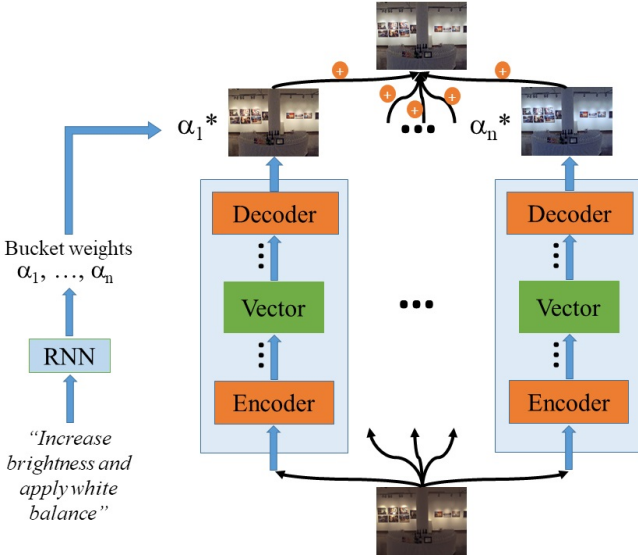 +
+ + + +
α₁*
•••
αₙ*
Decoder
Decoder
Bucket weights
α₁, ..., αₙ
Vector
•••
Vector
RNN
Encoder
Encoder
“Increase
brightness and
apply white
balance”